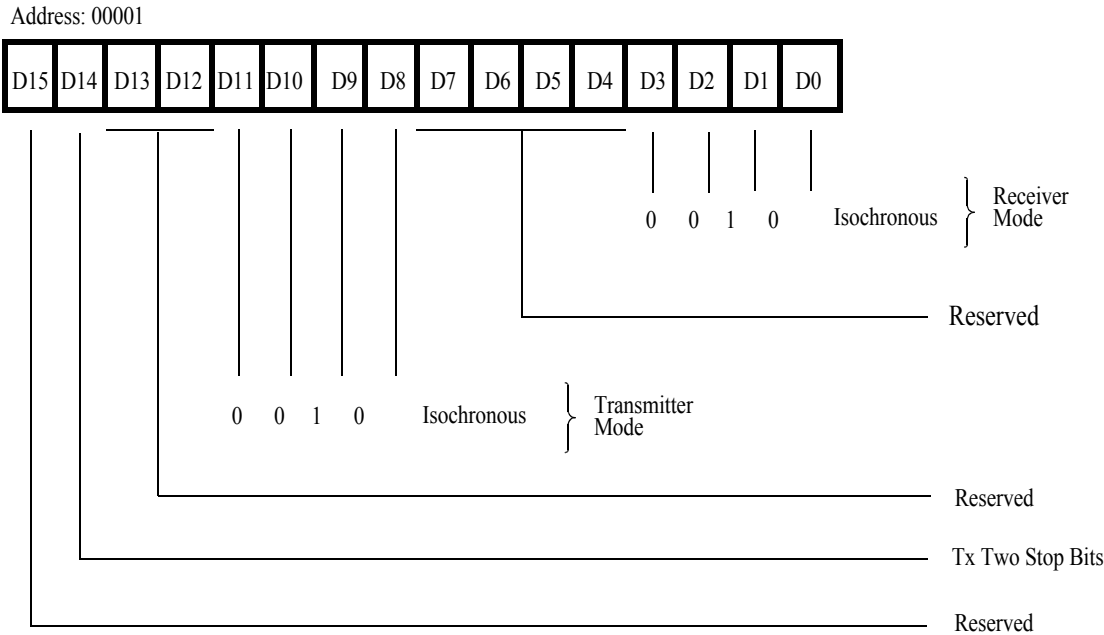 Address: 00001
D15 D14 D13 D12 D11 D10 D9 D8 D7 D6 D5 D4 D3 D2 D1 D0
0 0 1 0 Isochronous
Receiver
Mode
Reserved
0 0 1 0 Isochronous
Transmitter
Mode
Reserved
Tx Two Stop Bits
Reserved